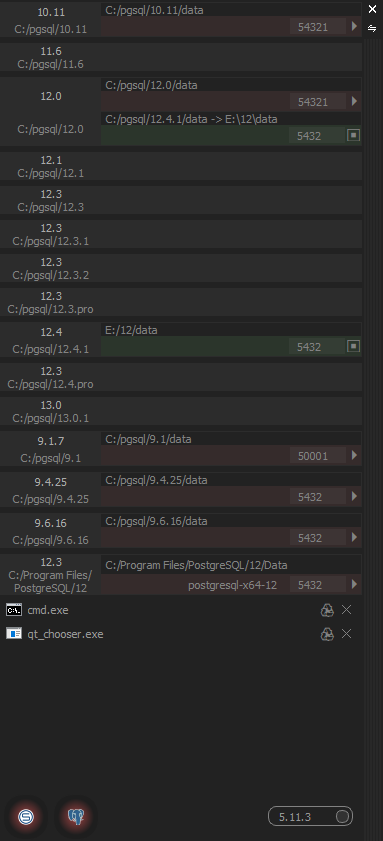 10.11
C:/pgsql/10.11
C:/pgsql/10.11/data
54321
11.6
C:/pgsql/11.6
12.0
C:/pgsql/12.0
C:/pgsql/12.0/data
54321
C:/pgsql/12.4.1/data -> E:\12\data
5432
12.1
C:/pgsql/12.1
12.3
C:/pgsql/12.3
12.3
C:/pgsql/12.3.1
12.3
C:/pgsql/12.3.2
12.3
C:/pgsql/12.3.pro
12.4
C:/pgsql/12.4.1
E:/12/data
5432
12.3
C:/pgsql/12.4.pro
13.0
C:/pgsql/13.0.1
9.1.7
C:/pgsql/9.1
C:/pgsql/9.1/data
50001
9.4.25
C:/pgsql/9.4.25
C:/pgsql/9.4.25/data
5432
9.6.16
C:/pgsql/9.6.16
C:/pgsql/9.6.16/data
5432
12.3
C:/Program Files/
PostgreSQL/12
C:/Program Files/PostgreSQL/12/Data
postgresql-x64-12 5432
cmd.exe
qt_chooser.exe
5.11.3